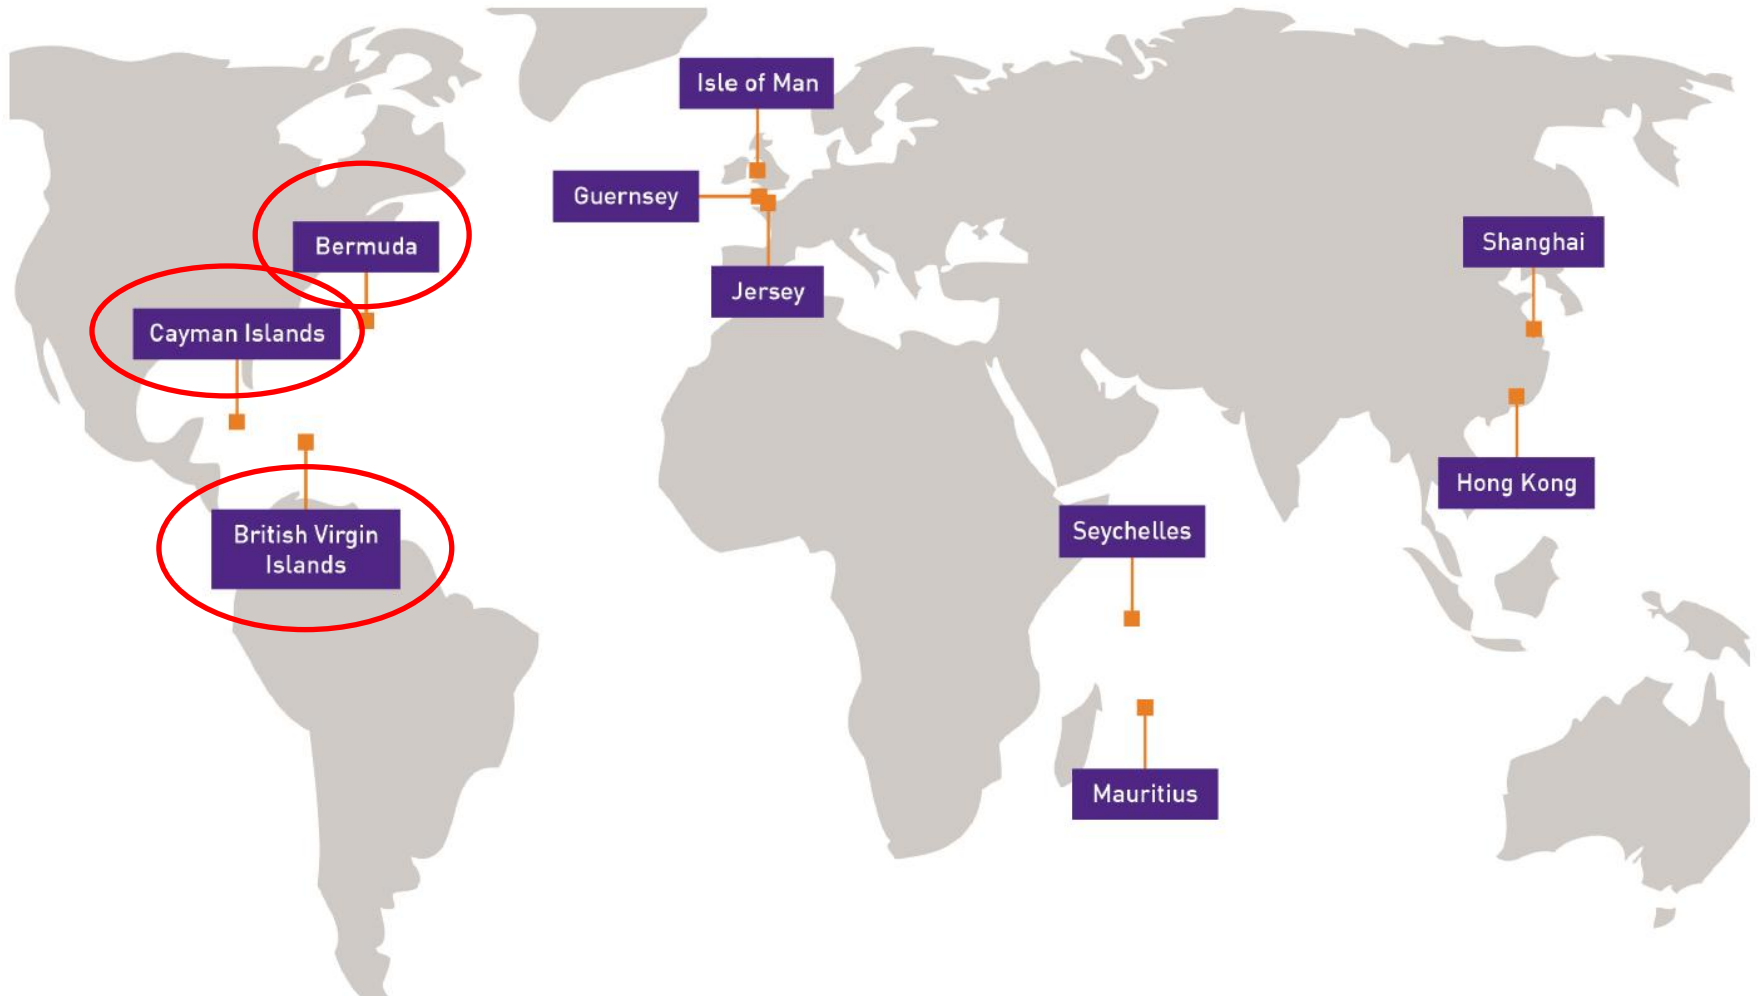 Isle of Man
Guernsey
Bermuda
Shanghai
Jersey
Cayman Islands
Hong Kong
British Virgin
Islands
Seychelles
Mauritius